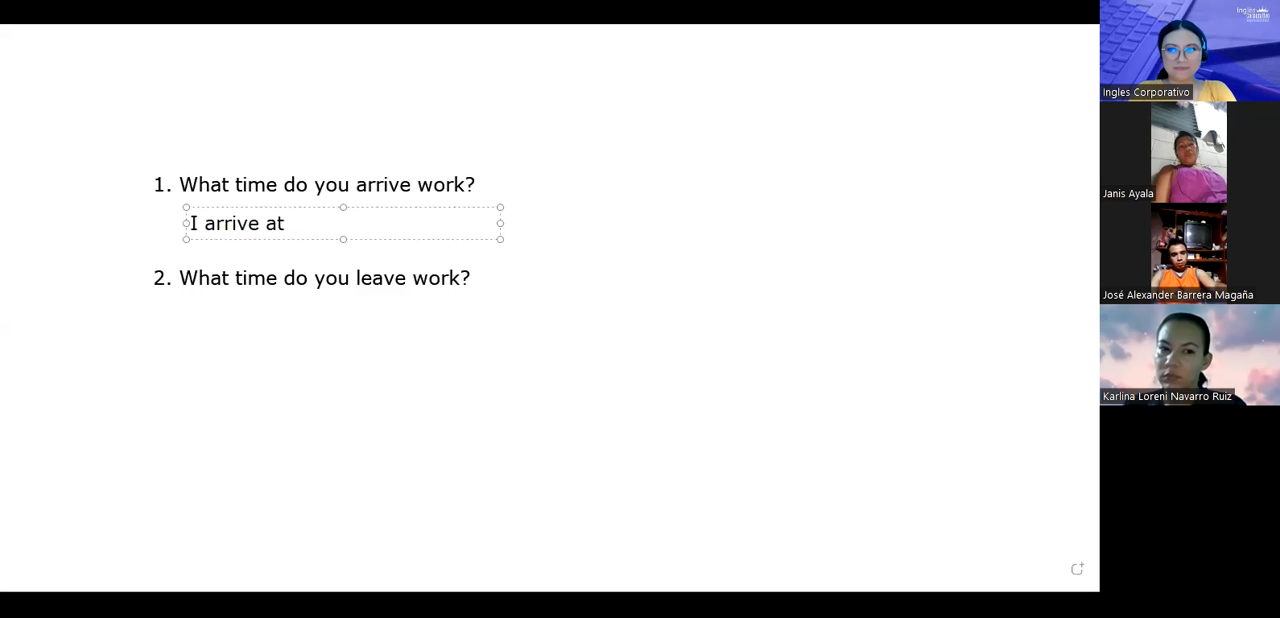 1. What time do you arrive work?
I arrive at
2. What time do you leave work?
Ingles
Ingles Corporativo
Janis Ayala
José Alexander Barrera Magaña
Karlina Loreni Navarro Ruiz